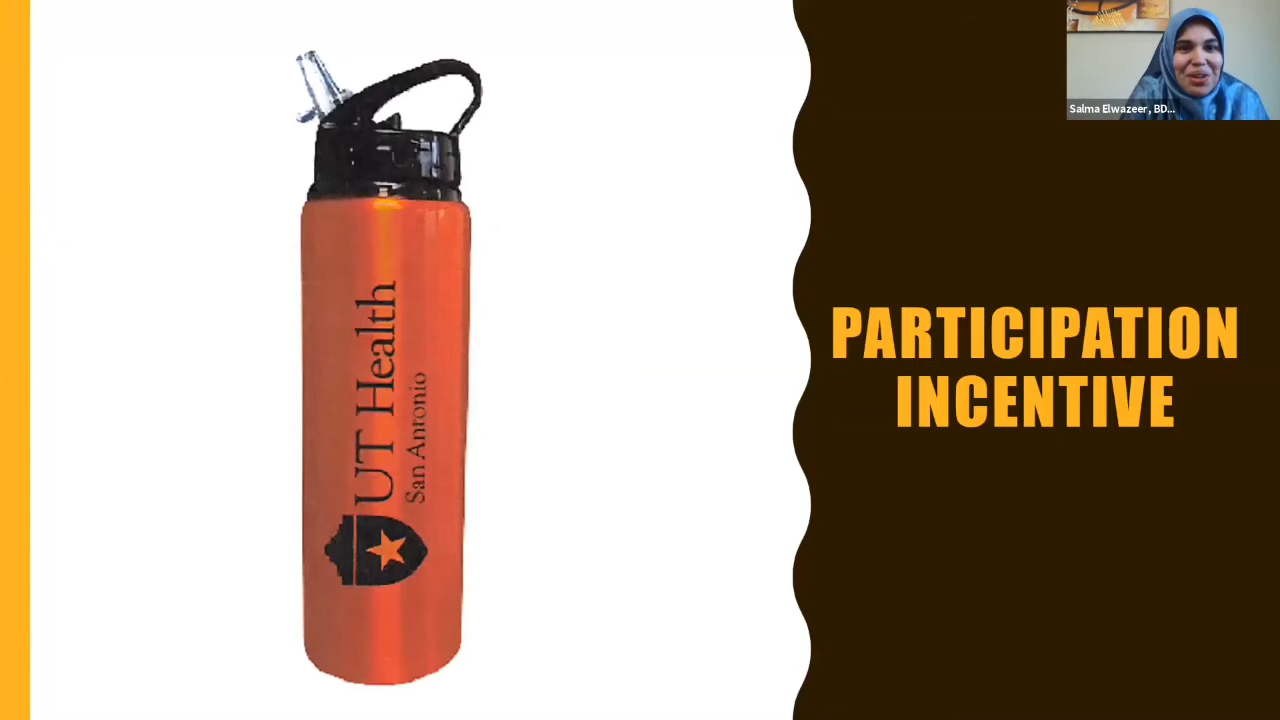 UT Health
San Antonio
PARTICIPATION
INCENTIVE
Salma Elwazeer, BD...